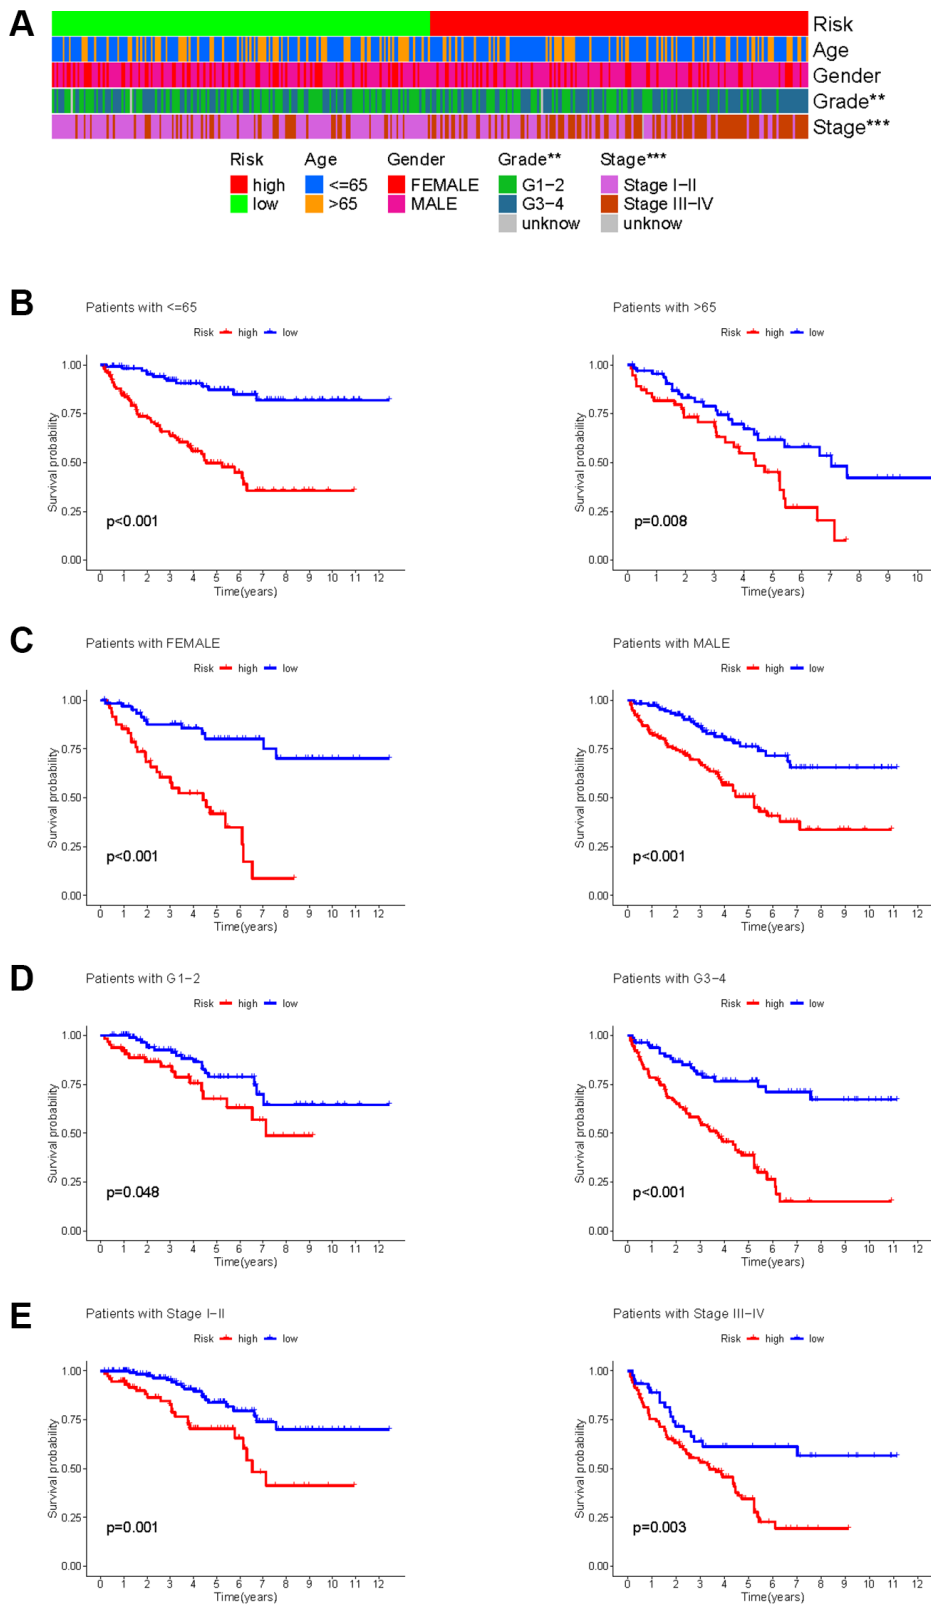 A
Risk
Age
Gender
Grade**
Stage***
Risk Age Gender Grade** Stage***
high <=65 FEMALE G1-2 Stage I-II
low >65 MALE G3-4 Stage III-IV
unknow unknow
B
Patients with <=65
Risk high low
1.00
0.75
0.50
0.25
0.00
Survival probability
p<0.001
0 1 2 3 4 5 6 7 8 9 10 11 12
Time(years)
Patients with >65
Risk high low
1.00
0.75
0.50
0.25
0.00
Survival probability
p=0.008
0 1 2 3 4 5 6 7 8 9 10
Time(years)
C
Patients with FEMALE
Risk high low
1.00
0.75
0.50
0.25
0.00
Survival probability
p<0.001
0 1 2 3 4 5 6 7 8 9 10 11 12
Time(years)
Patients with MALE
Risk high low
1.00
0.75
0.50
0.25
0.00
Survival probability
p<0.001
0 1 2 3 4 5 6 7 8 9 10 11 12
Time(years)
D
Patients with G1-2
Risk high low
1.00
0.75
0.50
0.25
0.00
Survival probability
p=0.048
0 1 2 3 4 5 6 7 8 9 10 11 12
Time(years)
Patients with G3-4
Risk high low
1.00
0.75
0.50
0.25
0.00
Survival probability
p<0.001
0 1 2 3 4 5 6 7 8 9 10 11 12
Time(years)
E
Patients with Stage I-II
Risk high low
1.00
0.75
0.50
0.25
0.00
Survival probability
p=0.001
0 1 2 3 4 5 6 7 8 9 10 11 12
Time(years)
Patients with Stage III-IV
Risk high low
1.00
0.75
0.50
0.25
0.00
Survival probability
p=0.003
0 1 2 3 4 5 6 7 8 9 10 11 12
Time(years)